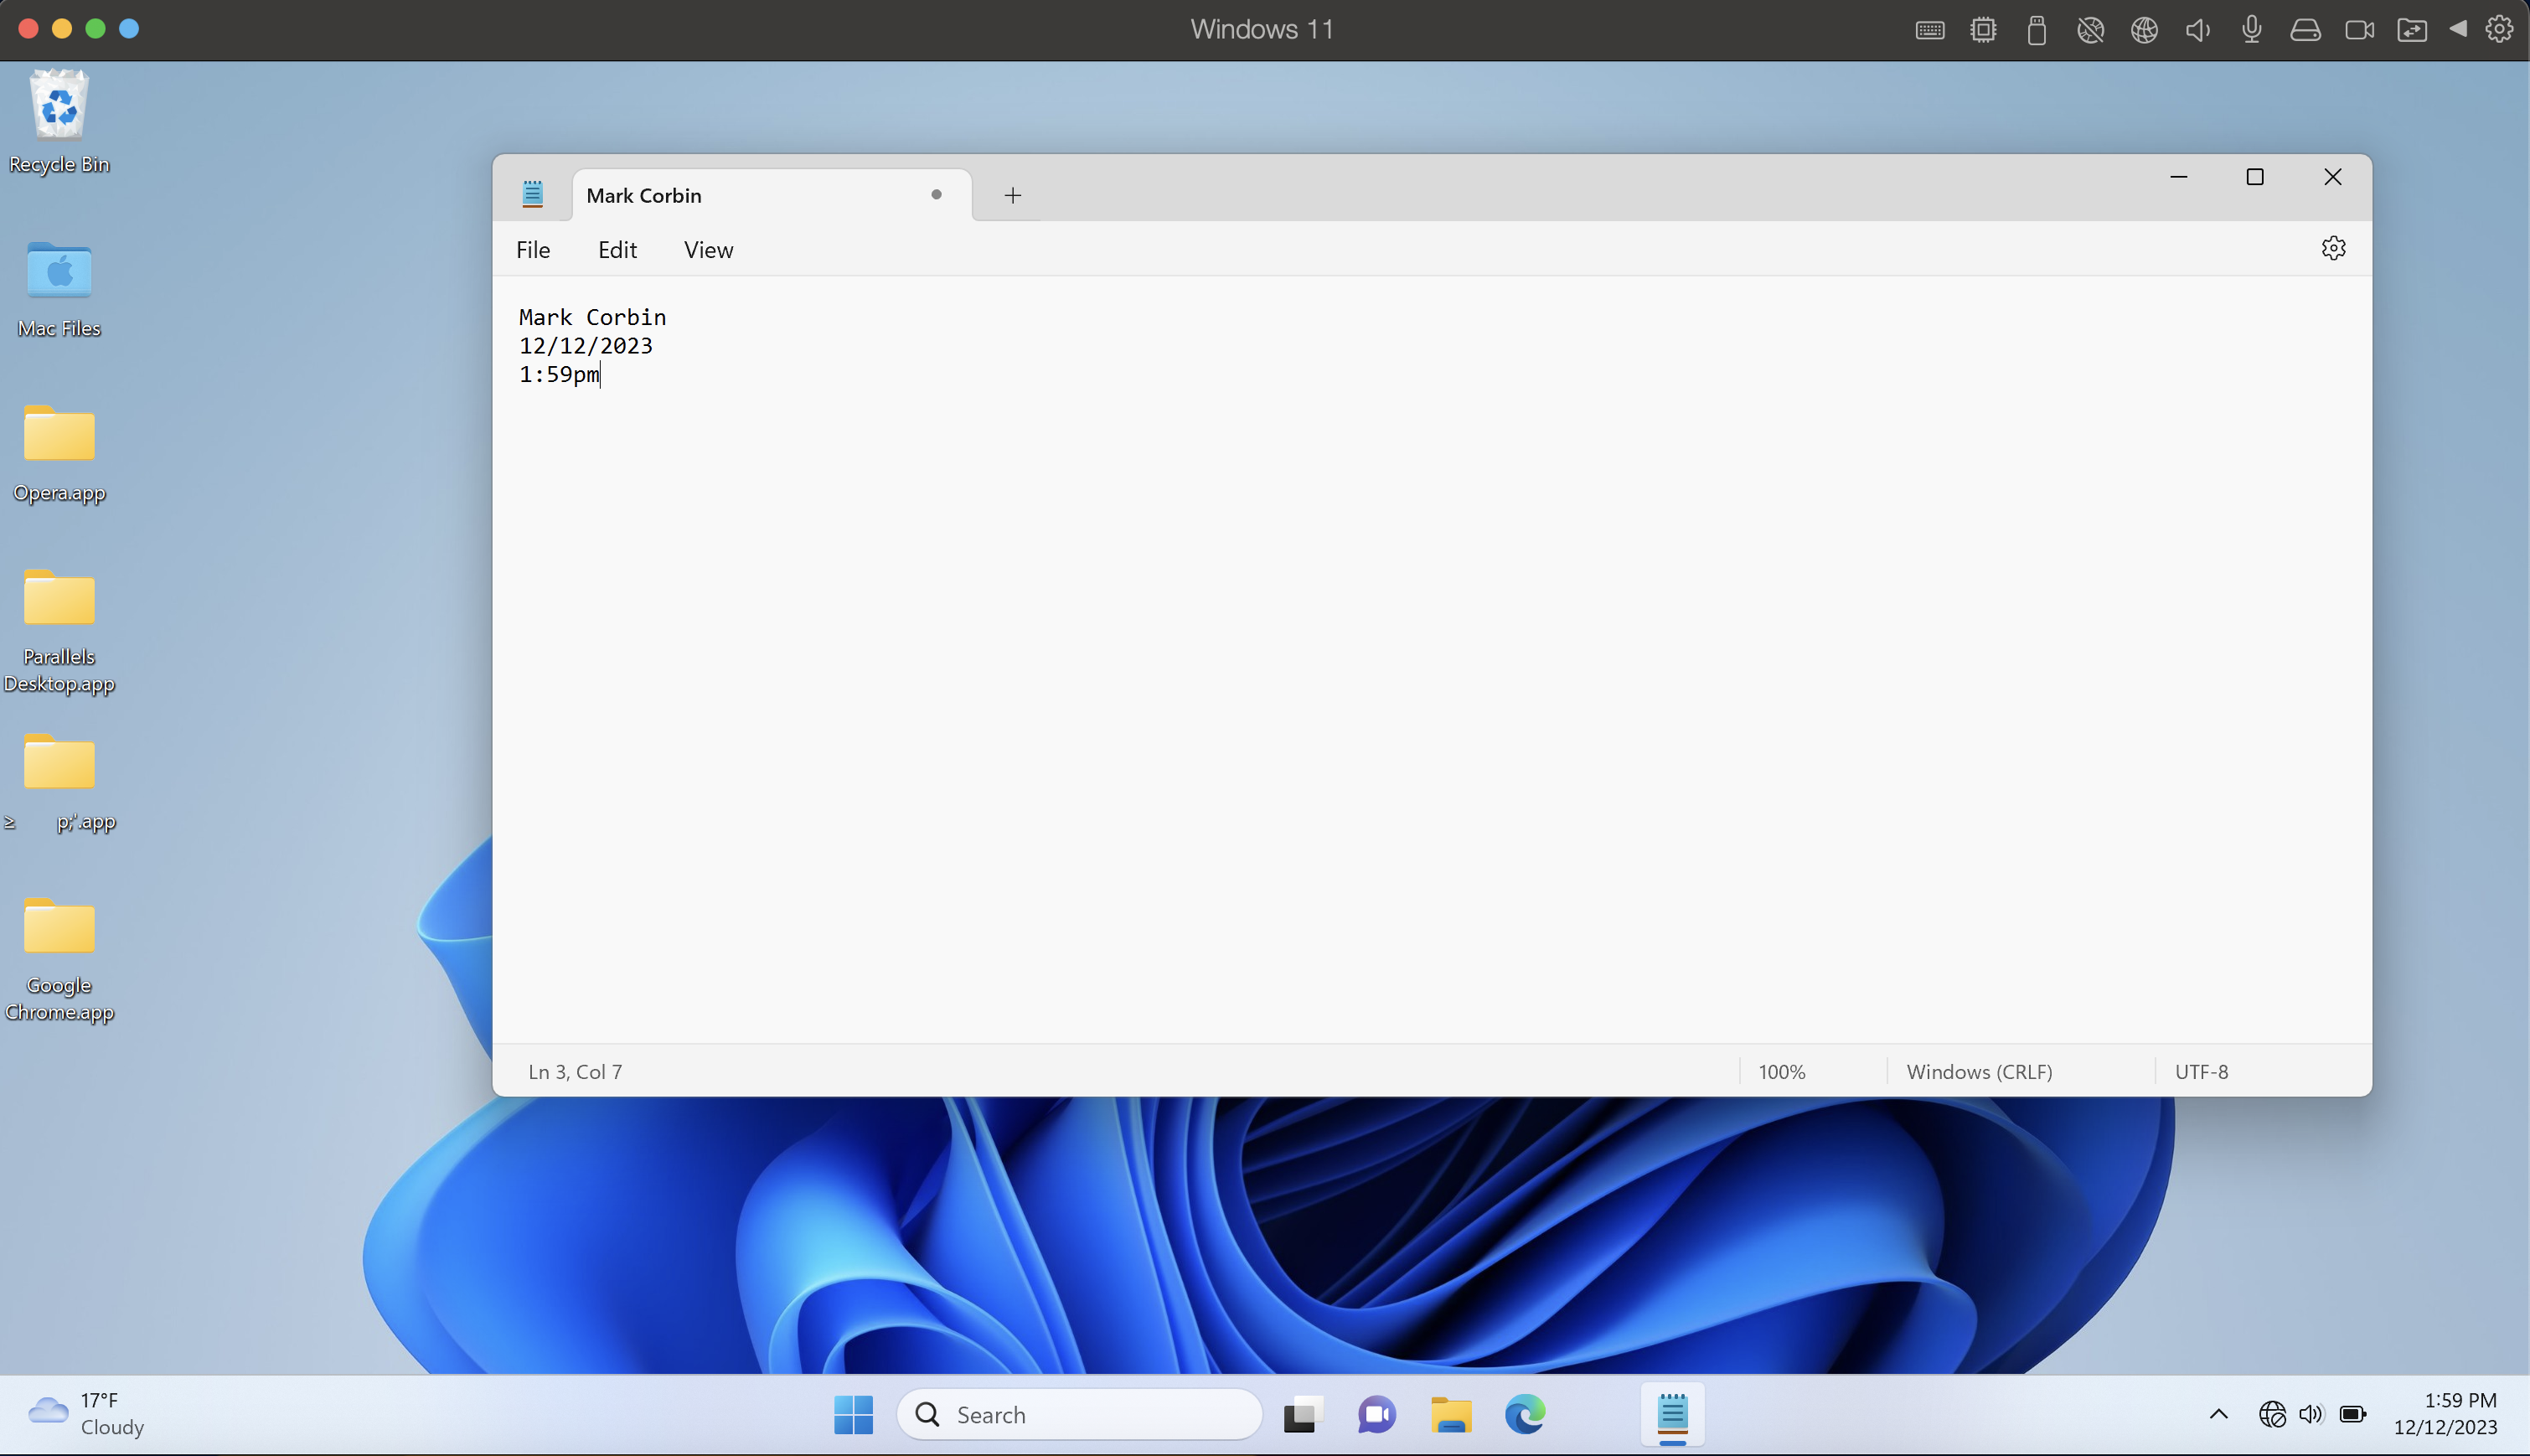 Windows 11
Recycle Bin
Mac Files
Opera.app
Parallels
Desktop.app
≥ p;'.app
Google
Chrome.app
Mark Corbin
File Edit View
Mark Corbin
12/12/2023
1:59pm
Ln 3, Col 7 100% Windows (CRLF) UTF-8
17°F
Cloudy
Search
1:59 PM
12/12/2023